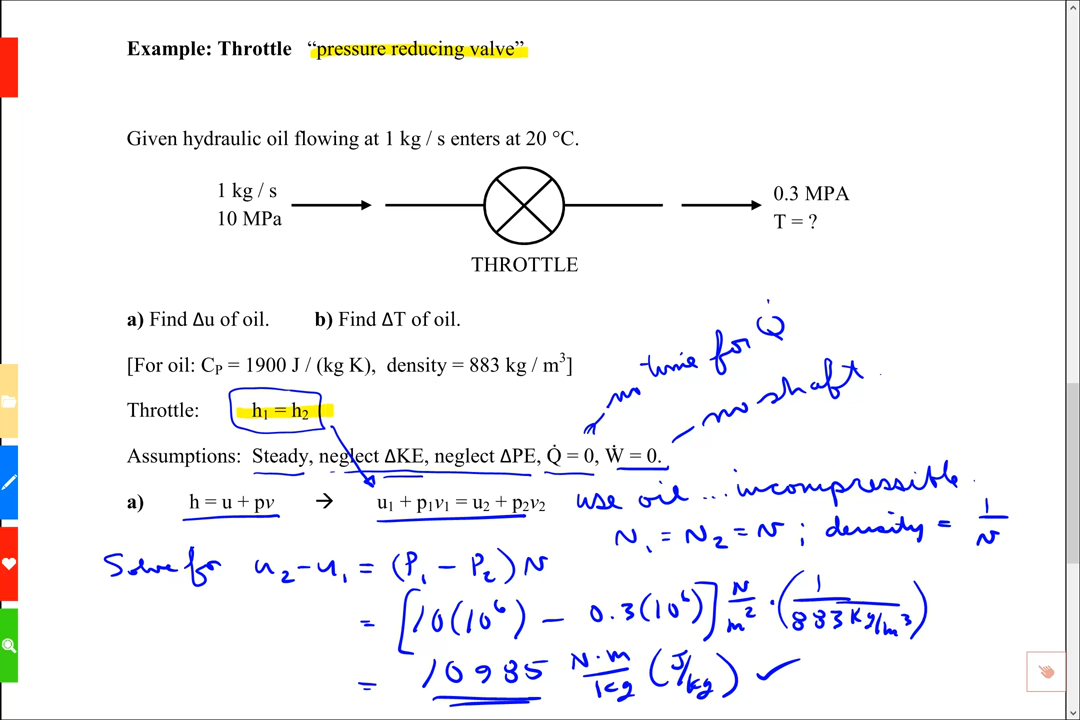 Example: Throttle “pressure reducing valve”
Given hydraulic oil flowing at 1 kg / s enters at 20 °C.
1 kg / s
10 MPa
0.3 MPA
T = ?
THROTTLE
a) Find Δu of oil. b) Find ΔT of oil.
[For oil: CP = 1900 J / (kg K), density = 883 kg / m³]
no time for Q̇
Throttle: h₁ = h₂
no shaft
Assumptions: Steady, neglect ΔKE, neglect ΔPE, Q̇ = 0, Ẇ = 0.
a) h = u + pv → u₁ + p₁v₁ = u₂ + p₂v₂
use oil ... incompressible.
v₁ = v₂ = v ; density = 1/v
Solve for u₂ - u₁ = (P₁ - P₂) v
= [10(10⁶) - 0.3(10⁶)] N/m² · (1/883 kg/m³)
= 10985 N·m/kg (J/kg) ✓